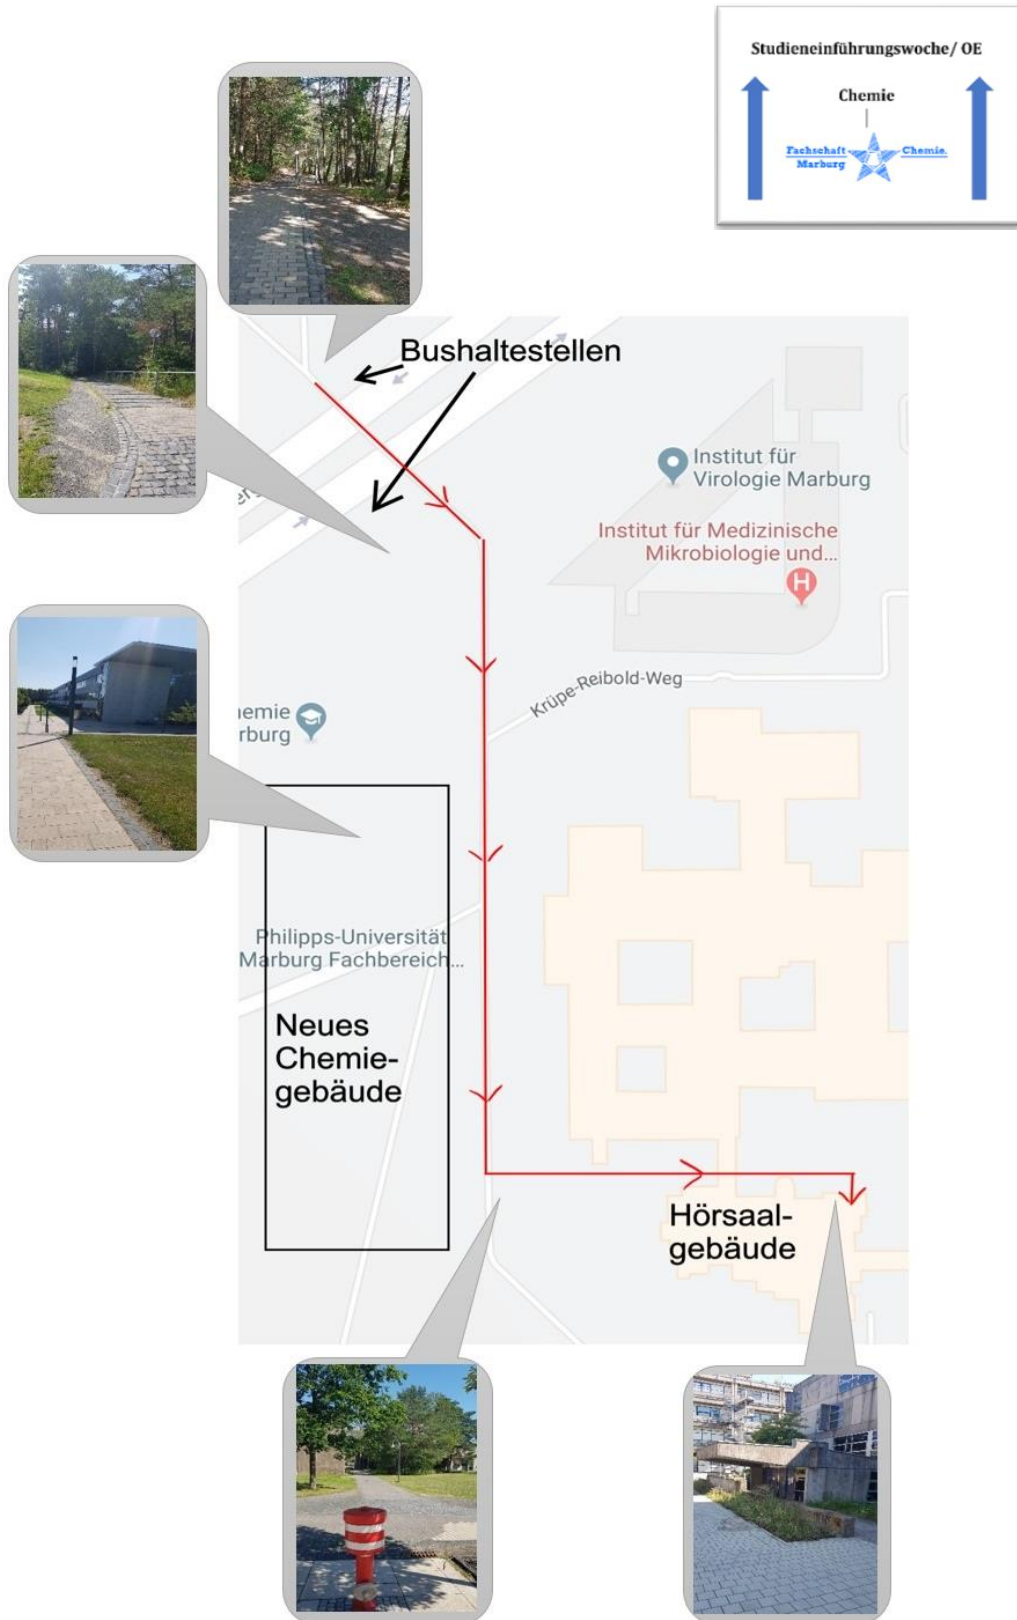 Studieneinführungswoche/ OE
Chemie
Fachschaft Chemie.
Marburg
Bushaltestellen
Institut für
Virologie Marburg
Institut für Medizinische
Mikrobiologie und...
Krüpe-Reibold-Weg
hemie
rburg
Philipps-Universität
Marburg Fachbereich...
Neues
Chemie-
gebäude
Hörsaal-
gebäude
H